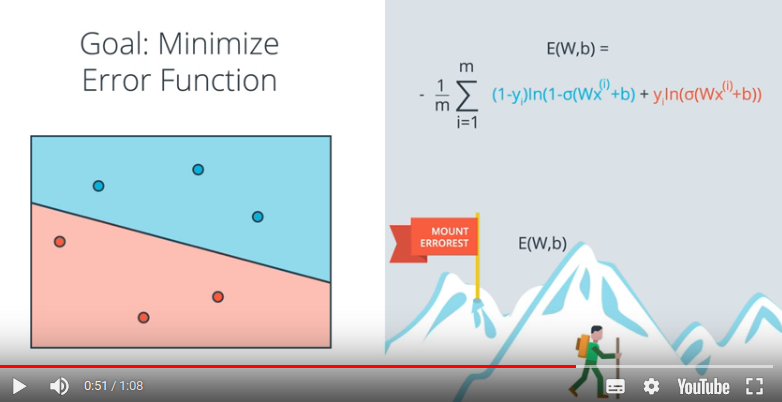 Goal: Minimize
Error Function
E(W,b) =
- 1/m m∑i=1 (1-yᵢ)ln(1-σ(Wx⁽ⁱ⁾+b) + yᵢln(σ(Wx⁽ⁱ⁾+b))
MOUNT
ERROREST
E(W,b)
0:51 / 1:08
YouTube